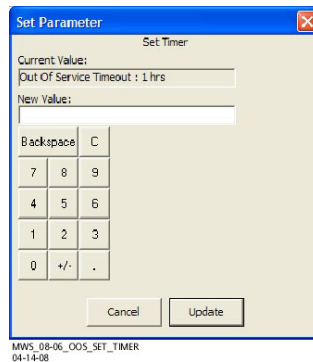 Set Parameter
Set Timer
Current Value:
Out Of Service Timeout : 1 hrs
New Value:
Backspace C
7 8 9
4 5 6
1 2 3
0 +/- .
Cancel Update
MWS_08-06_OOS_SET_TIMER
04-14-08